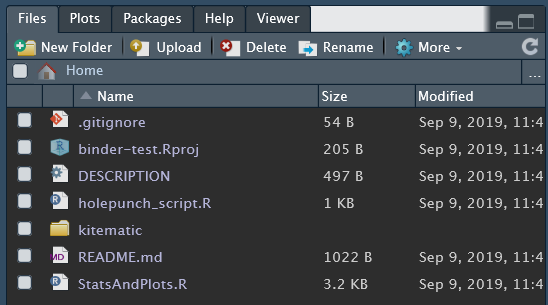 Files Plots Packages Help Viewer
New Folder Upload Delete Rename More
Home ...
Name Size Modified
.gitignore 54 B Sep 9, 2019, 11:4
binder-test.Rproj 205 B Sep 9, 2019, 11:4
DESCRIPTION 497 B Sep 9, 2019, 11:4
holepunch_script.R 1 KB Sep 9, 2019, 11:4
kitematic
MD README.md 1022 B Sep 9, 2019, 11:4
StatsAndPlots.R 3.2 KB Sep 9, 2019, 11:4